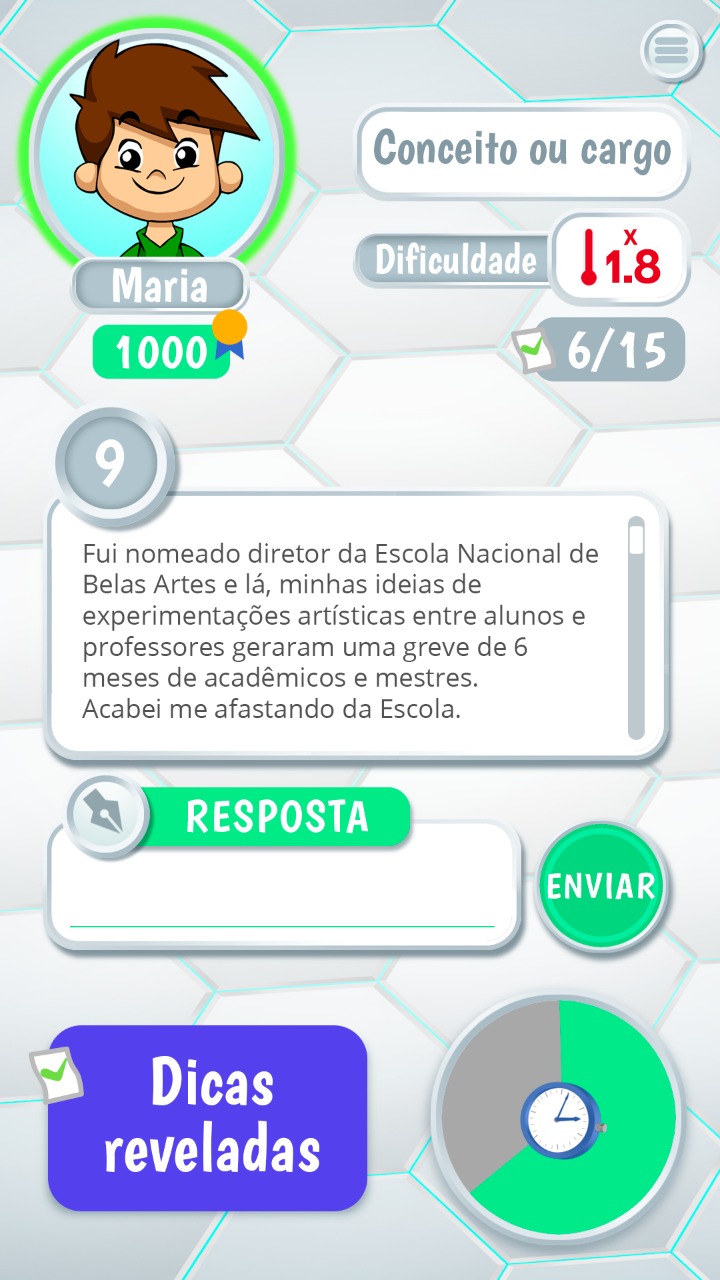 Conceito ou cargo
Dificuldade
x
1.8
Maria
1000
6/15
9
Fui nomeado diretor da Escola Nacional de
Belas Artes e lá, minhas ideias de
experimentações artísticas entre alunos e
professores geraram uma greve de 6
meses de acadêmicos e mestres.
Acabei me afastando da Escola.
RESPOSTA
ENVIAR
Dicas
reveladas